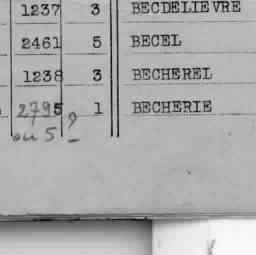 1237 3 BECDELIEVRE
2461 5 BECEL
1238 3 BECHEREL
2795 ? 1 BECHERIE
ou 5